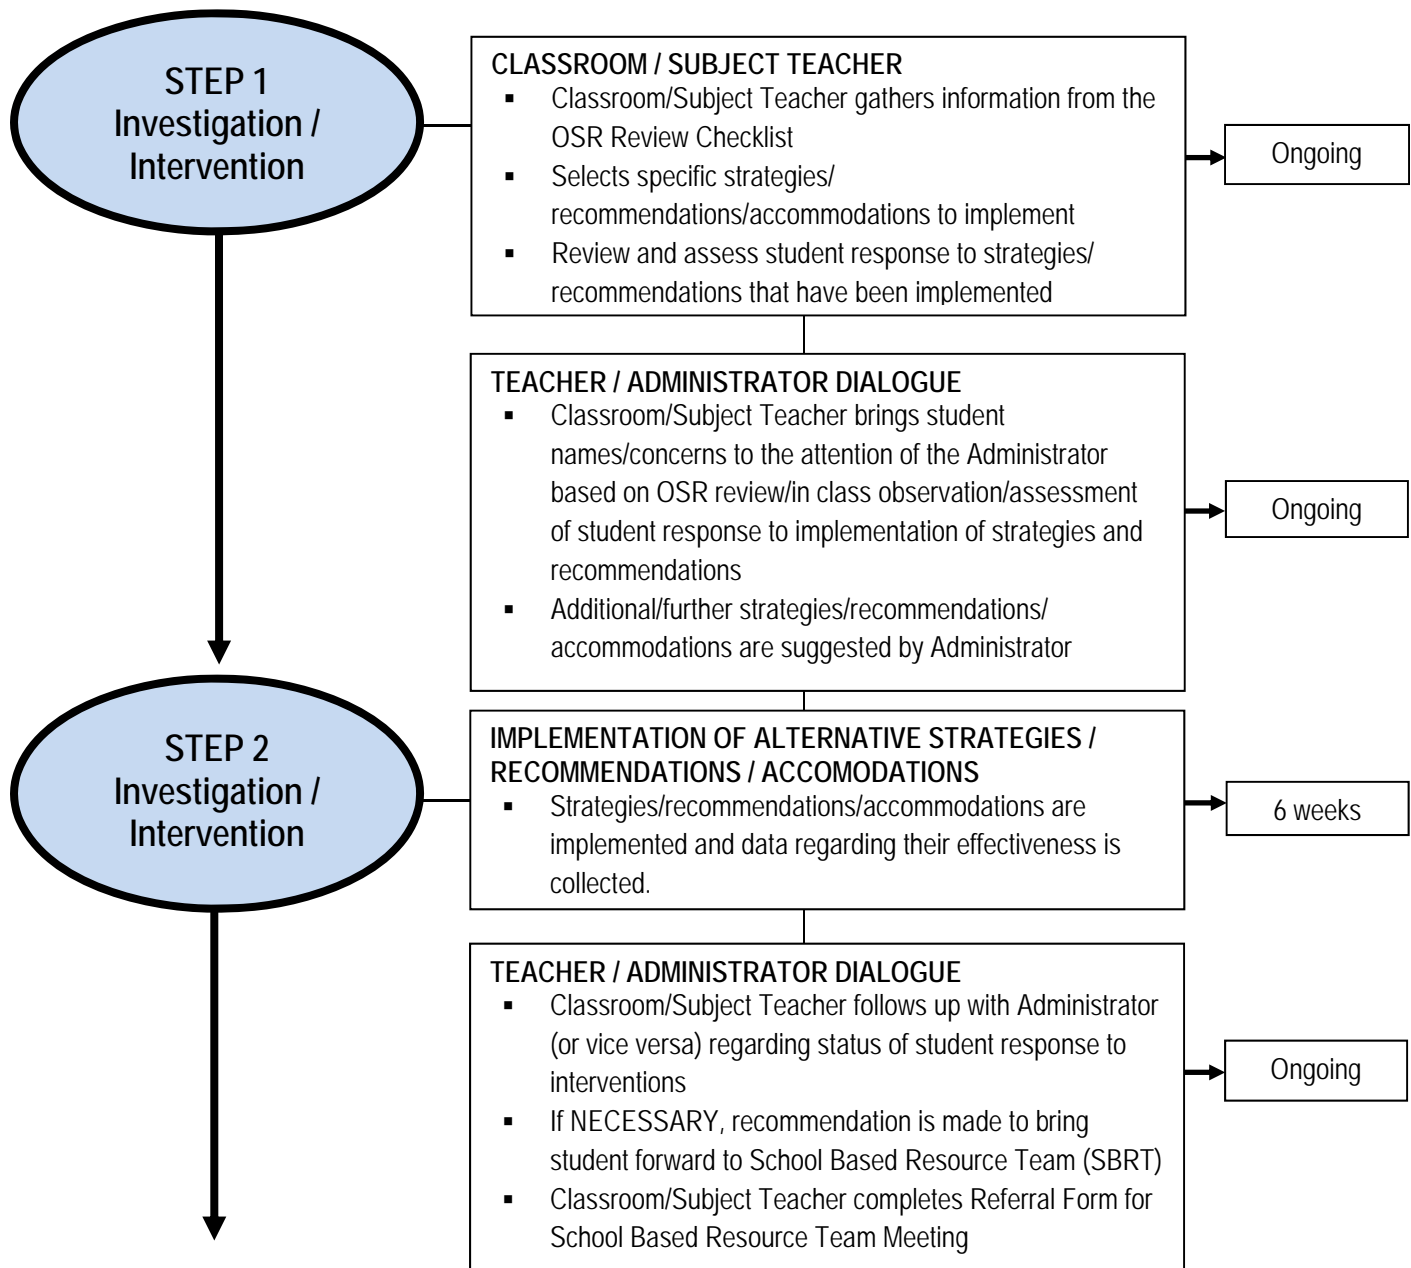 STEP 1
Investigation /
Intervention
CLASSROOM / SUBJECT TEACHER
▪ Classroom/Subject Teacher gathers information from the
OSR Review Checklist
▪ Selects specific strategies/
recommendations/accommodations to implement
▪ Review and assess student response to strategies/
recommendations that have been implemented
Ongoing
TEACHER / ADMINISTRATOR DIALOGUE
▪ Classroom/Subject Teacher brings student
names/concerns to the attention of the Administrator
based on OSR review/in class observation/assessment
of student response to implementation of strategies and
recommendations
▪ Additional/further strategies/recommendations/
accommodations are suggested by Administrator
Ongoing
STEP 2
Investigation /
Intervention
IMPLEMENTATION OF ALTERNATIVE STRATEGIES /
RECOMMENDATIONS / ACCOMODATIONS
▪ Strategies/recommendations/accommodations are
implemented and data regarding their effectiveness is
collected.
6 weeks
TEACHER / ADMINISTRATOR DIALOGUE
▪ Classroom/Subject Teacher follows up with Administrator
(or vice versa) regarding status of student response to
interventions
▪ If NECESSARY, recommendation is made to bring
student forward to School Based Resource Team (SBRT)
▪ Classroom/Subject Teacher completes Referral Form for
School Based Resource Team Meeting
Ongoing